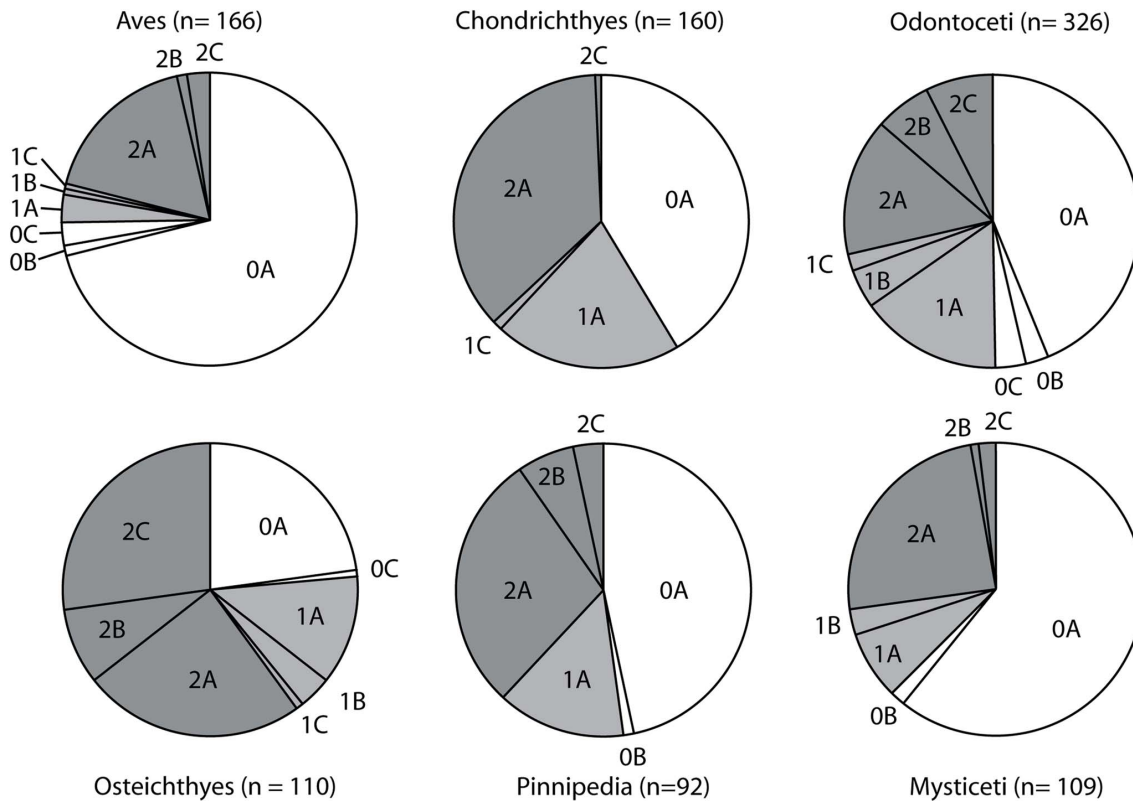 Aves (n= 166)
2B
2C
2A
1C
1B
1A
0C
0B
0A
Chondrichthyes (n= 160)
2C
2A
0A
1A
1C
Odontoceti (n= 326)
2C
2B
0A
2A
1C
1B
1A
0C
0B
2C
0A
0C
2B
1A
2A
1B
1C
Osteichthyes (n = 110)
2C
2B
2A
0A
1A
0B
Pinnipedia (n=92)
2B
2C
2A
1B
0A
1A
0B
Mysticeti (n= 109)